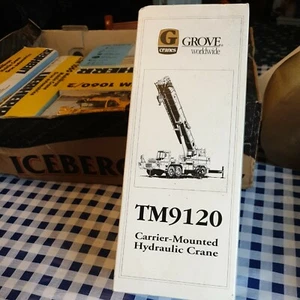 G
cranes
GROVE
worldwide
TM9120
Carrier-Mounted
Hydraulic Crane
ICEBERG